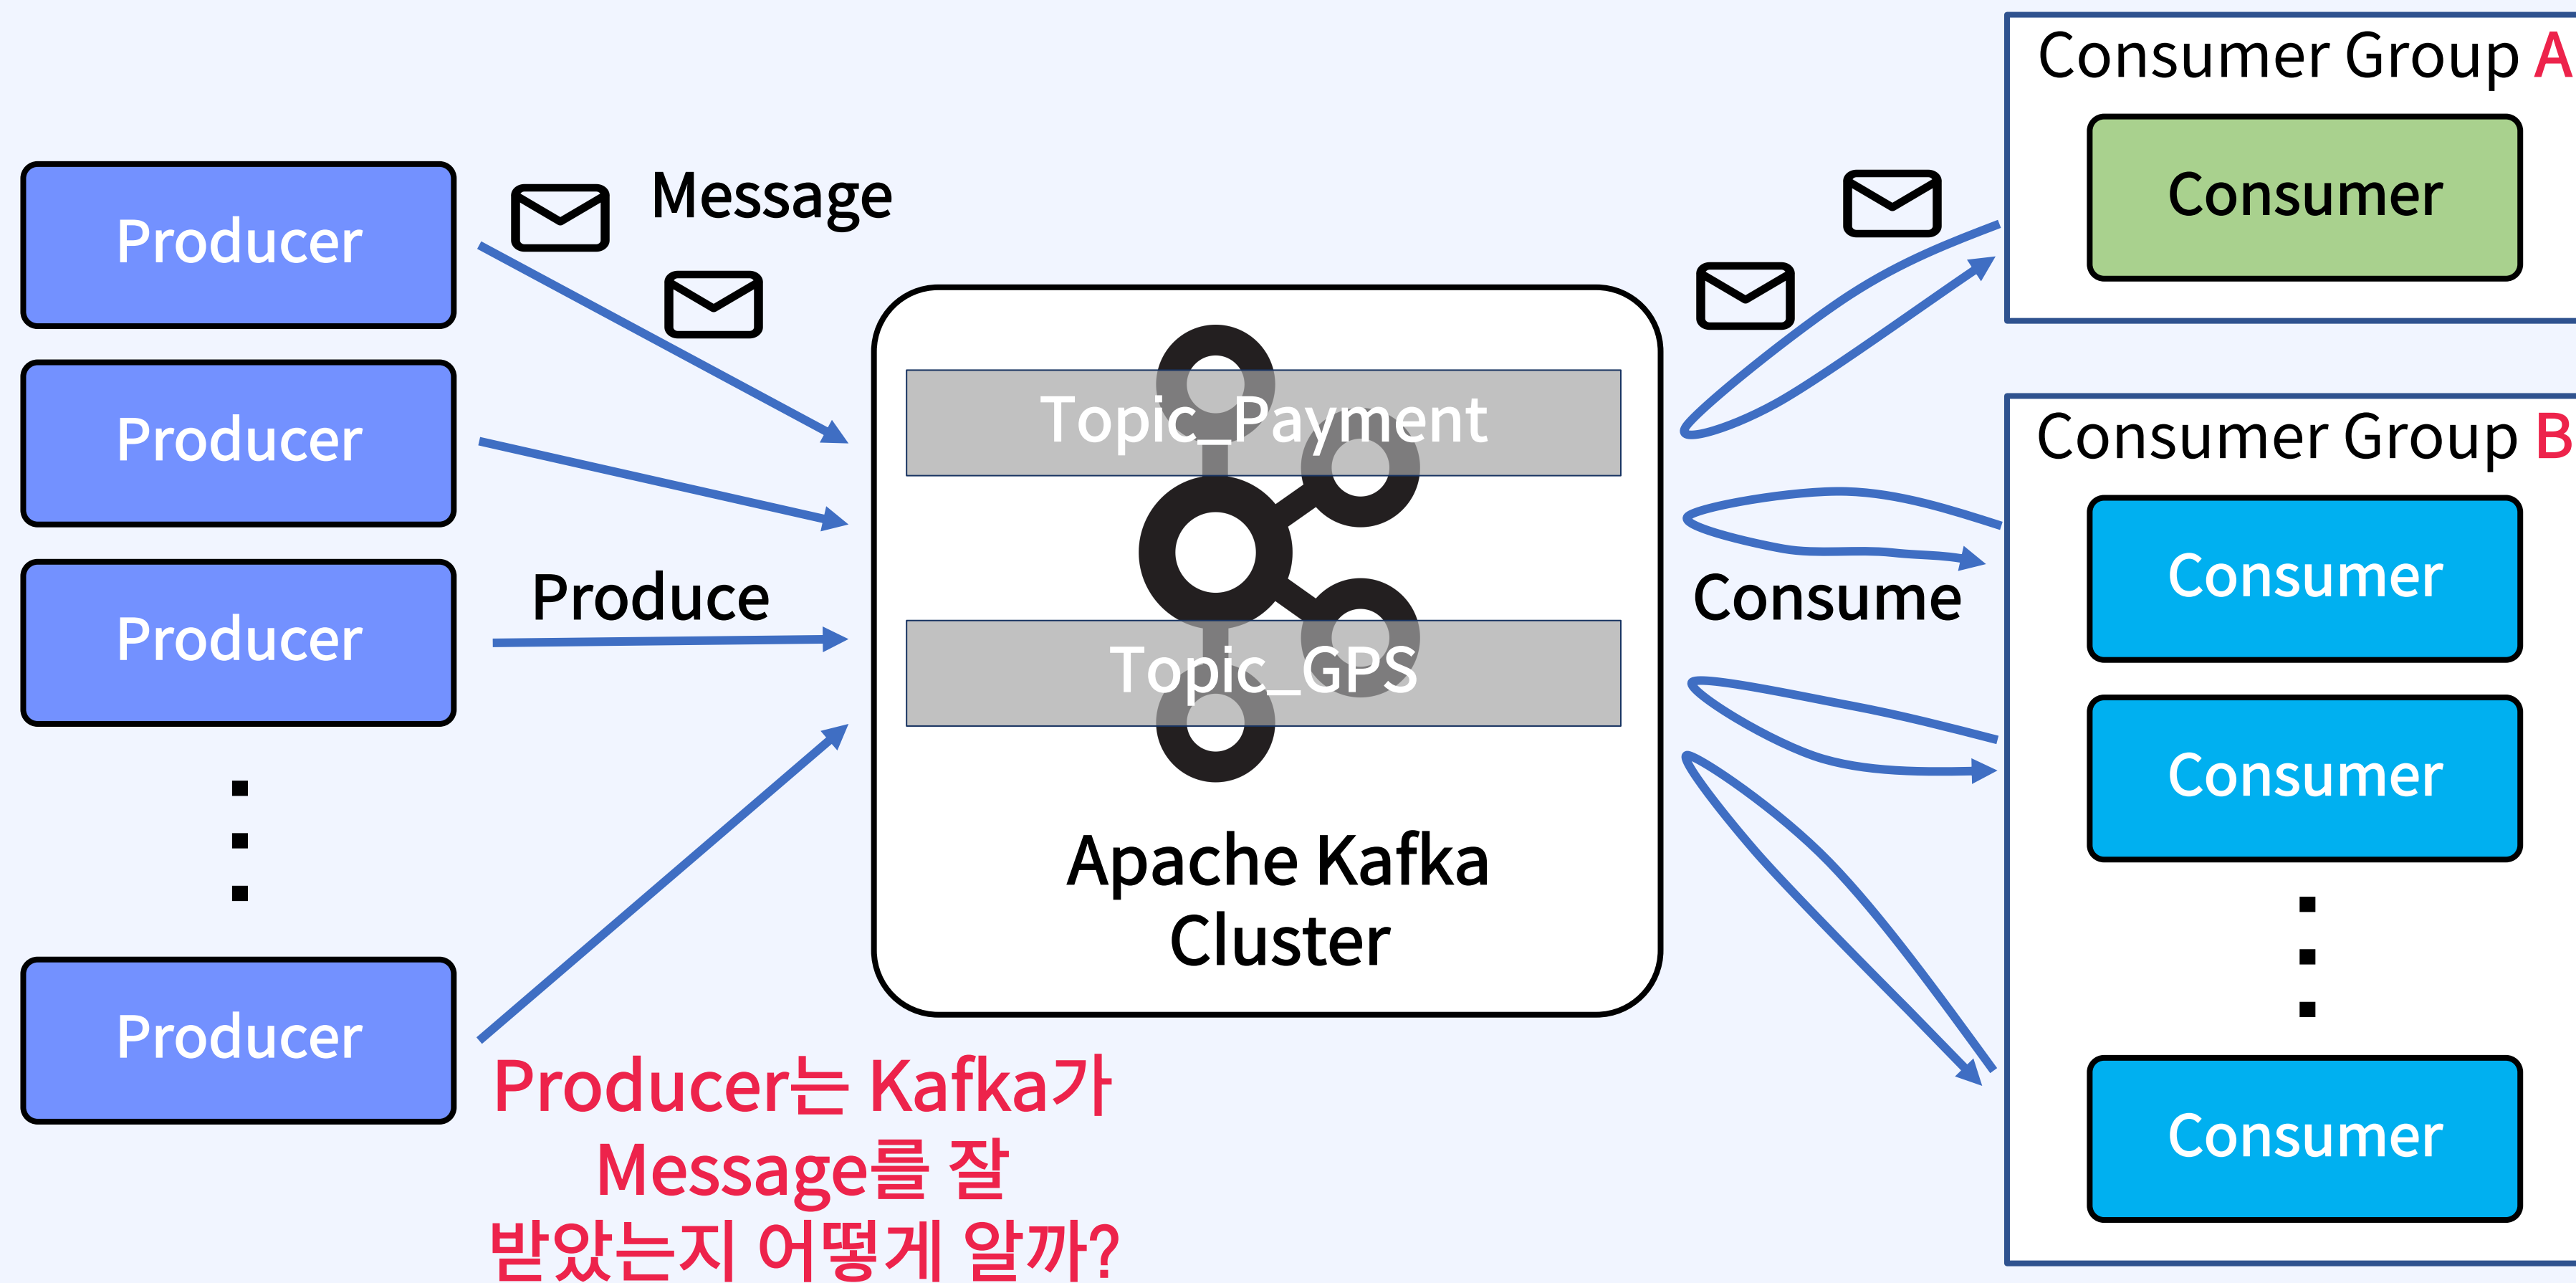 Producer
Producer
Producer
Producer
Message
Produce
Producer는 Kafka가
Message를 잘
받았는지 어떻게 알까?
Topic_Payment
Topic_GPS
Apache Kafka
Cluster
Consume
Consumer Group A
Consumer
Consumer Group B
Consumer
Consumer
Consumer